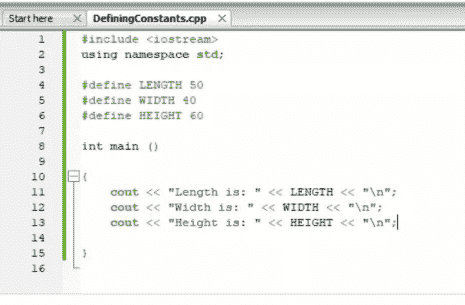 Start here X DefiningConstants.cpp X
1 #include <iostream>
2 using namespace std;
3
4 #define LENGTH 50
5 #define WIDTH 40
6 #define HEIGHT 60
7
8 int main ()
9
10 {
11 cout << "Length is: " << LENGTH << "\n";
12 cout << "Width is: " << WIDTH << "\n";
13 cout << "Height is: " << HEIGHT << "\n";
14
15 }
16